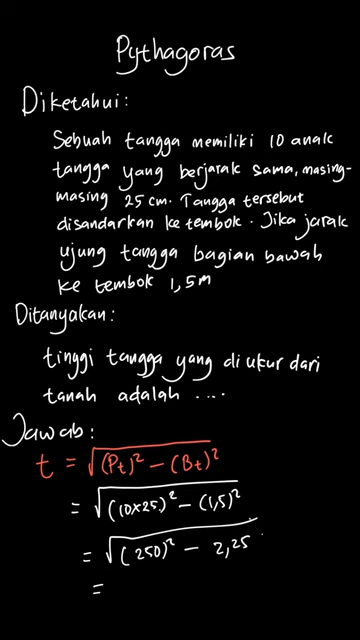 Pythagoras
Diketahui:
Sebuah tangga memiliki 10 anak
tangga yang berjarak sama, masing-
masing 25 cm. Tangga tersebut
disandarkan ke tembok. Jika jarak
ujung tangga bagian bawah
ke tembok 1,5m
Ditanyakan:
tinggi tangga yang di ukur dari
tanah adalah ....
Jawab:
t = √(Pt)² - (Bt)²
= √(10×25)² - (1,5)²
= √(250)² - 2,25
=